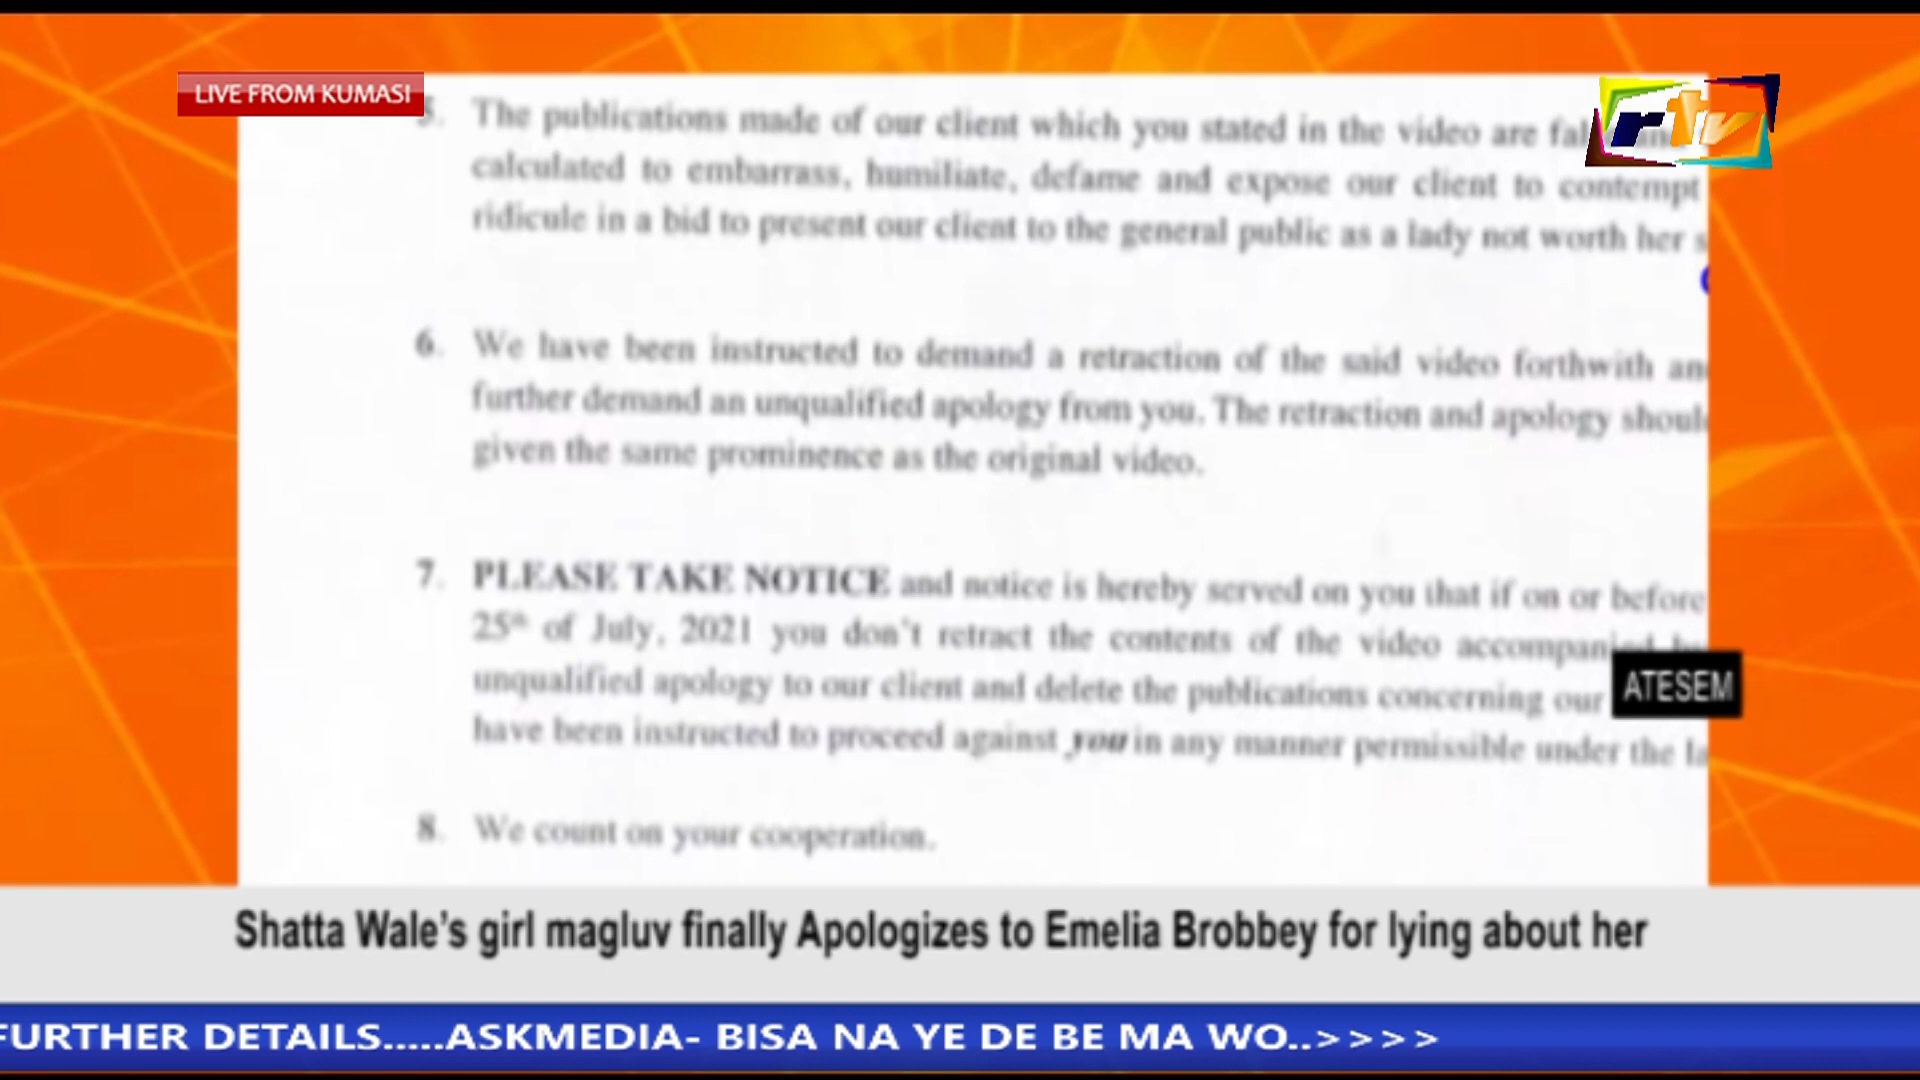 LIVE FROM KUMASI
rtv
5. The publications made of our client which you stated in the video are
calculated to embarrass, humiliate, defame and expose our client to contempt
ridicule in a bid to present our client to the general public as a lady not worth her
6. We have been instructed to demand a retraction of the said video forthwith
further demand an unqualified apology from you. The retraction and apology
given the same prominence as the original video.
7. PLEASE TAKE NOTICE and notice is hereby served on you that if on or before
25th of July, 2021 you don't retract the contents of the video
unqualified apology to our client and delete the publications concerning our
have been instructed to proceed against you in any manner permissible under the
ATESEM
8. We count on your cooperation.
Shatta Wale's girl magluv finally Apologizes to Emelia Brobbey for lying about her
FURTHER DETAILS.....ASKMEDIA- BISA NA YE DE BE MA WO..>>>>